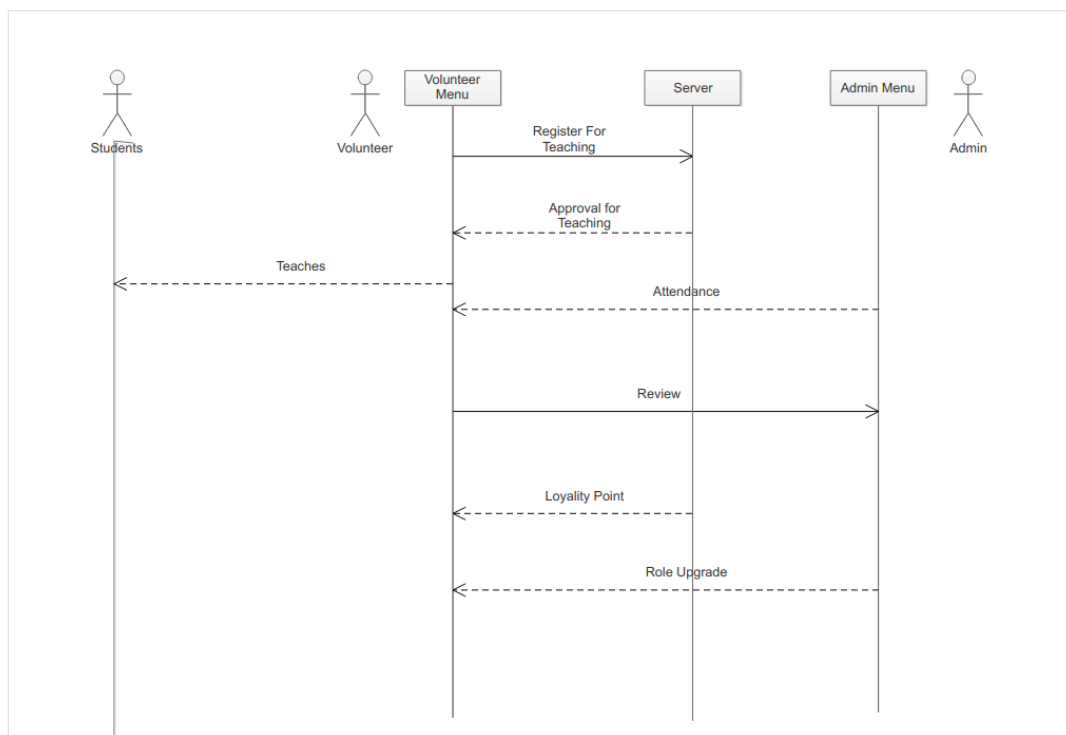 Volunteer
Menu
Server
Admin Menu
Students
Volunteer
Admin
Register For
Teaching
Approval for
Teaching
Teaches
Attendance
Review
Loyality Point
Role Upgrade